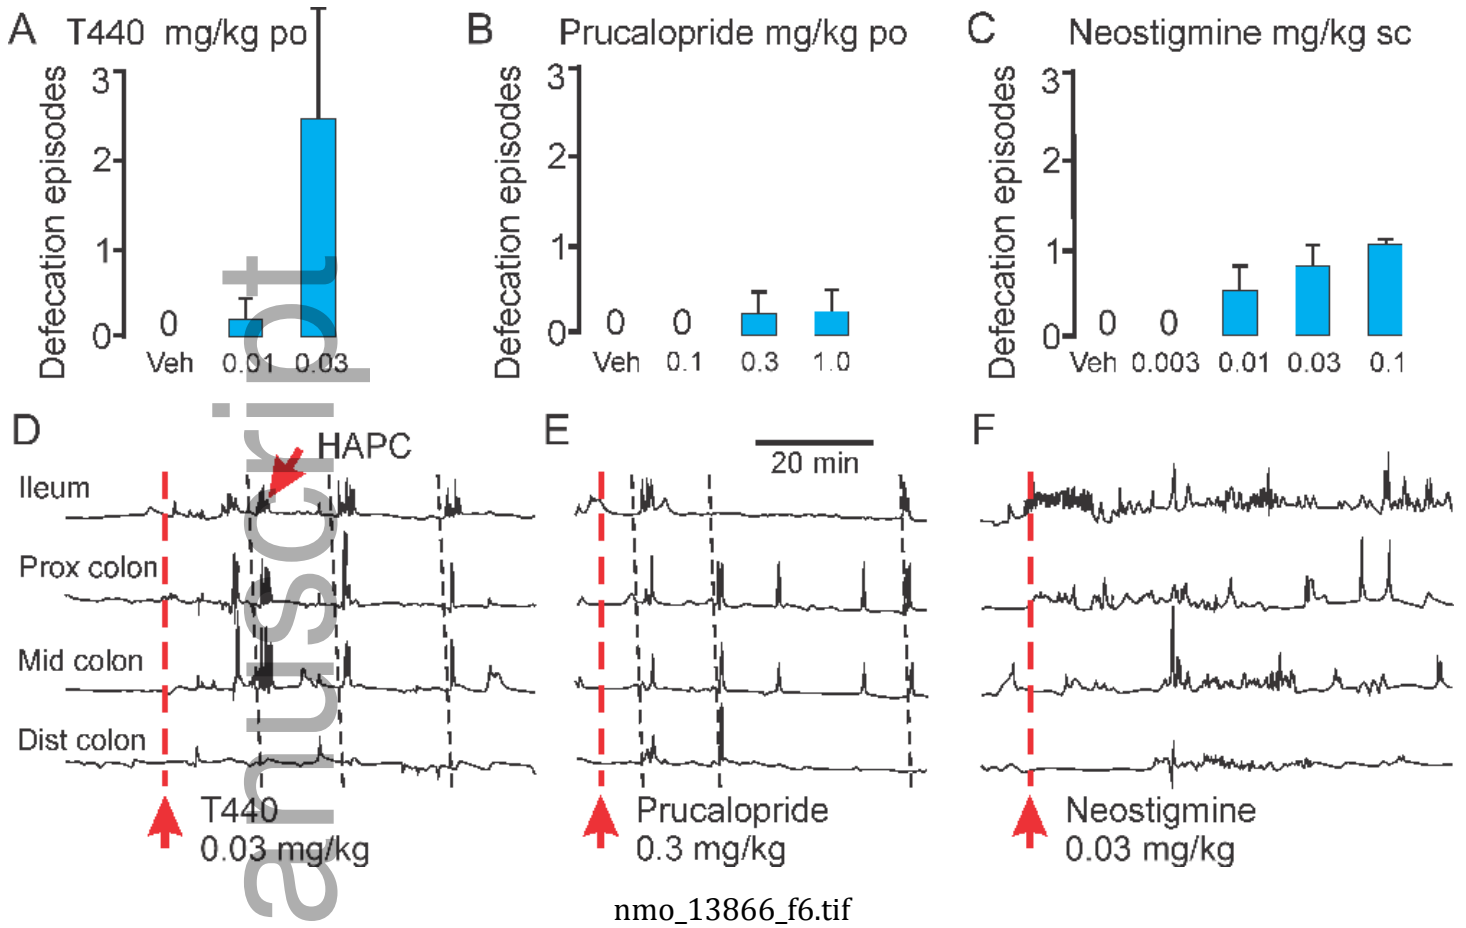 A T440 mg/kg po
B Prucalopride mg/kg po
C Neostigmine mg/kg sc
Defecation episodes
3
2
1
0
0
Veh 0.01 0.03
Defecation episodes
3
2
1
0
0 0
Veh 0.1 0.3 1.0
Defecation episodes
3
2
1
0
0 0
Veh 0.003 0.01 0.03 0.1
D
HAPC
E
20 min
F
Ileum
Prox colon
Mid colon
Dist colon
T440
0.03 mg/kg
Prucalopride
0.3 mg/kg
Neostigmine
0.03 mg/kg
anuscript
nmo_13866_f6.tif